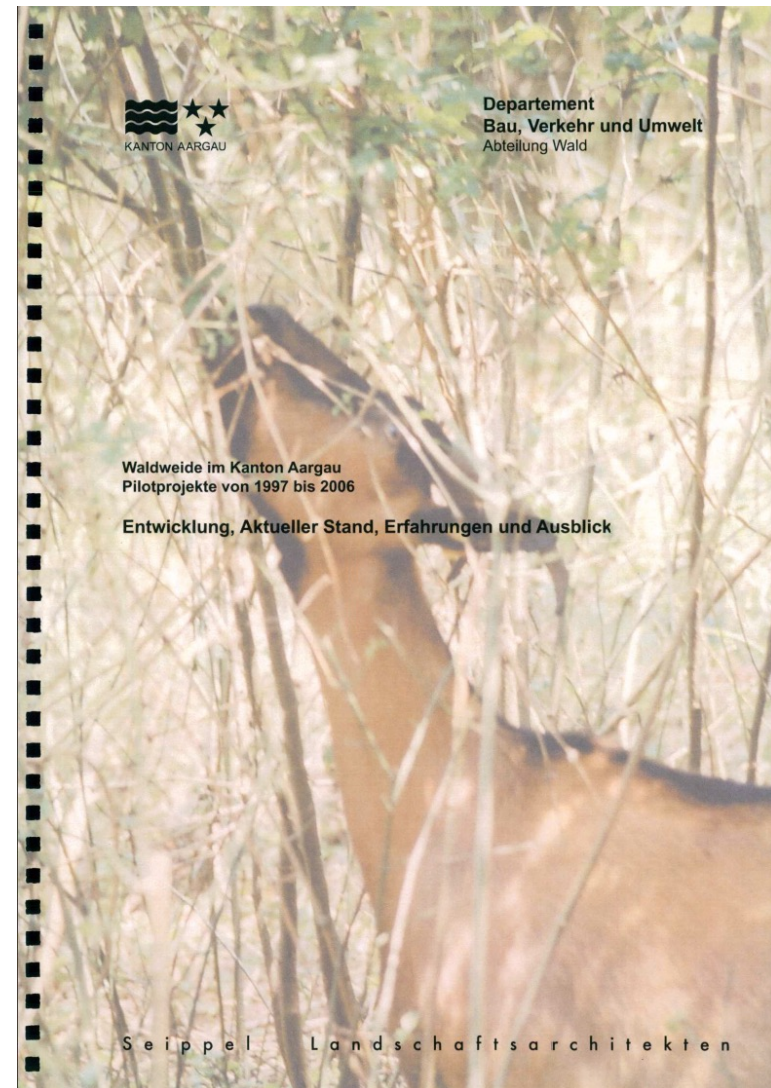 KANTON AARGAU
Departement
Bau, Verkehr und Umwelt
Abteilung Wald
Waldweide im Kanton Aargau
Pilotprojekte von 1997 bis 2006
Entwicklung, Aktueller Stand, Erfahrungen und Ausblick
Seippel Landschaftsarchitekten